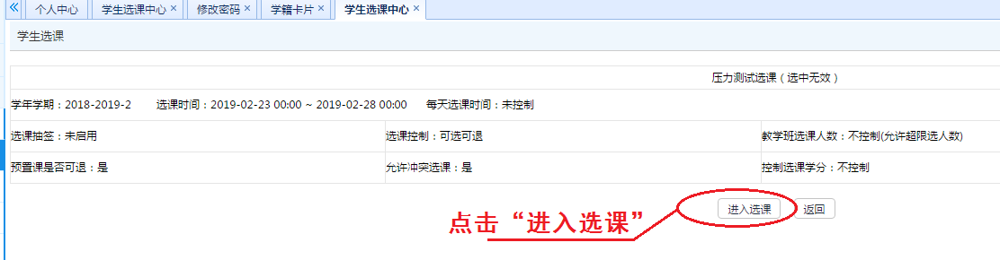 个人中心 学生选课中心 修改密码 学籍卡片 学生选课中心
学生选课
压力测试选课（选中无效）
学年学期：2018-2019-2 选课时间：2019-02-23 00:00 ~ 2019-02-28 00:00 每天选课时间：未控制
选课抽签：未启用 选课控制：可选可退 教学班选课人数：不控制(允许超限选人数)
预置课是否可退：是 允许冲突选课：是 控制选课学分：不控制
进入选课 返回
点击“进入选课”